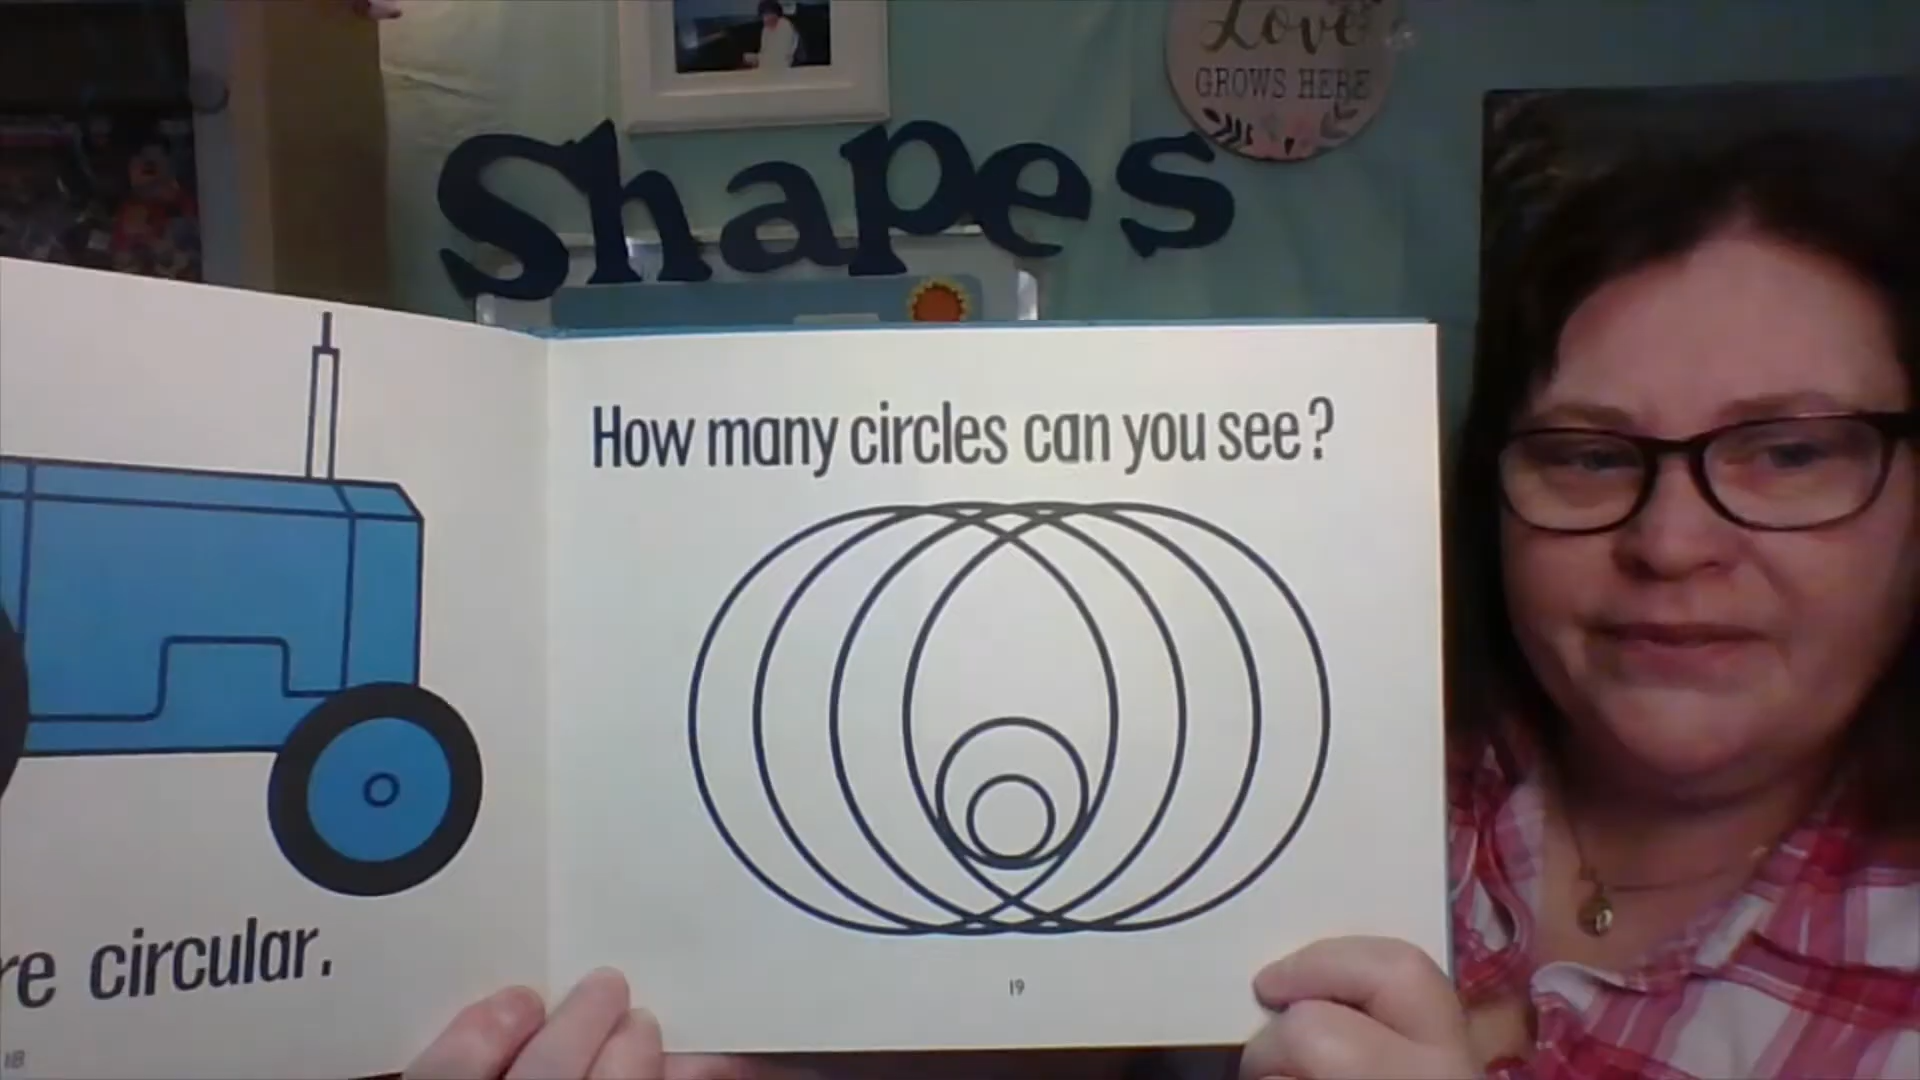 Love
GROWS HERE
Shapes
How many circles can you see?
re circular.
18
19